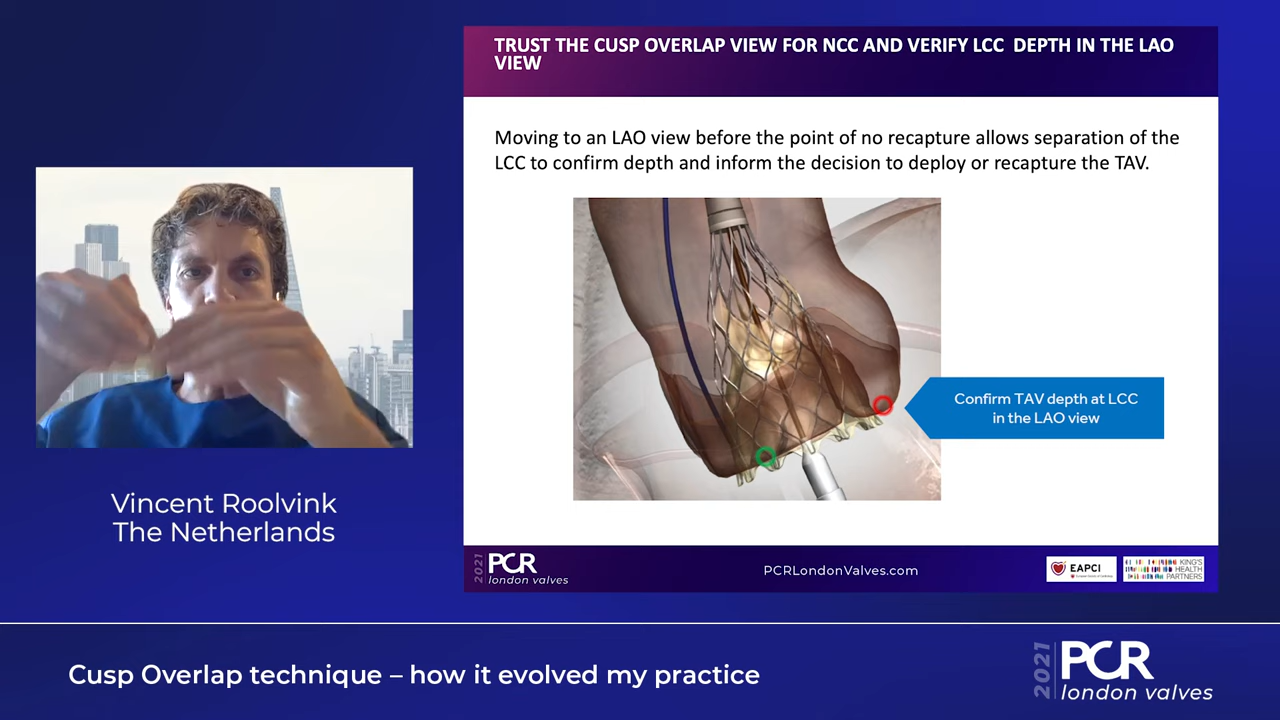 TRUST THE CUSP OVERLAP VIEW FOR NCC AND VERIFY LCC DEPTH IN THE LAO
VIEW
Moving to an LAO view before the point of no recapture allows separation of the
LCC to confirm depth and inform the decision to deploy or recapture the TAV.
Confirm TAV depth at LCC
in the LAO view
Vincent Roolvink
The Netherlands
2021
PCR
london valves
PCRLondonValves.com
EAPCI
KING'S
HEALTH
PARTNERS
Cusp Overlap technique – how it evolved my practice
2021
PCR
london valves